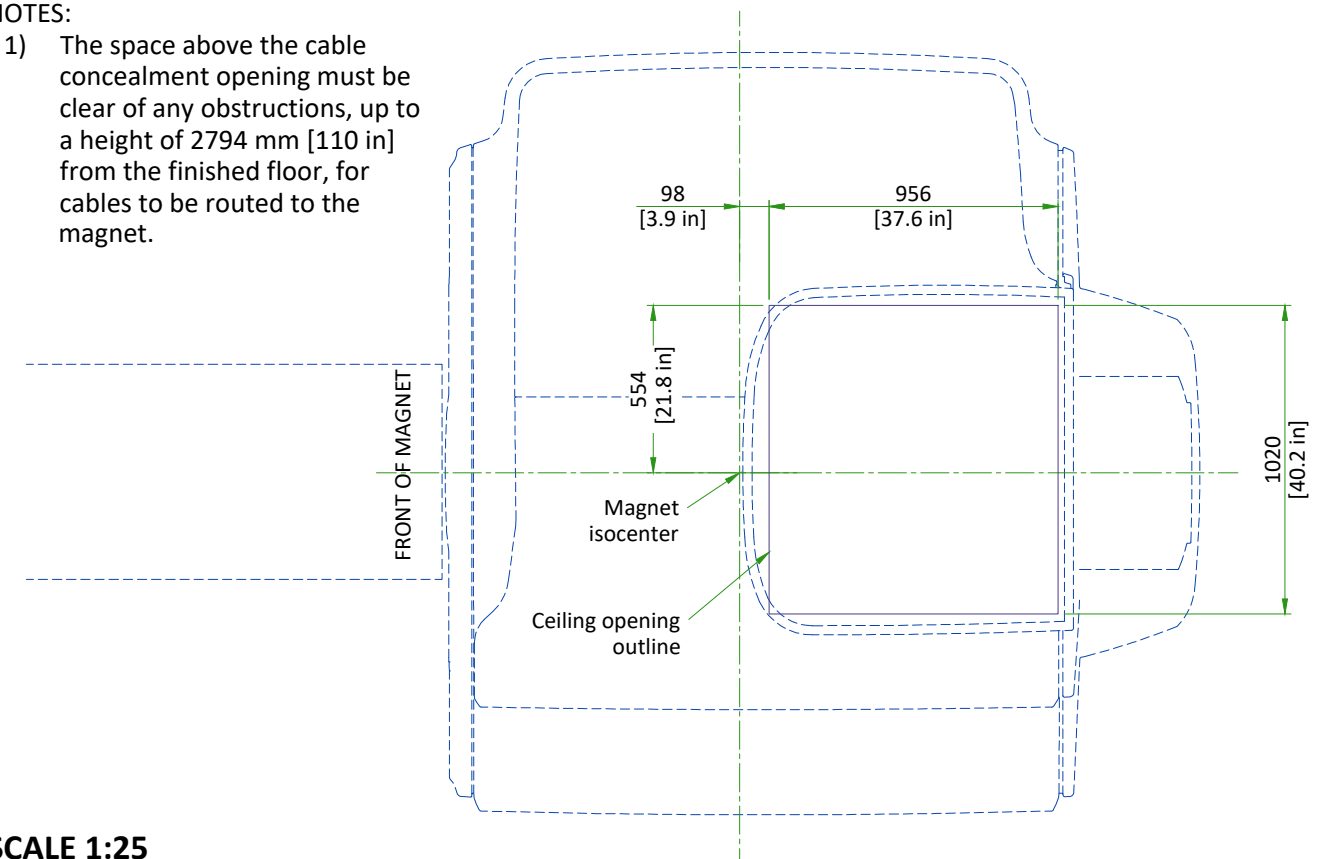 NOTES:
1) The space above the cable
concealment opening must be
clear of any obstructions, up to
a height of 2794 mm [110 in]
from the finished floor, for
cables to be routed to the
magnet.
98
[3.9 in]
956
[37.6 in]
554
[21.8 in]
FRONT OF MAGNET
1020
[40.2 in]
Magnet
isocenter
Ceiling opening
outline
SCALE 1:25